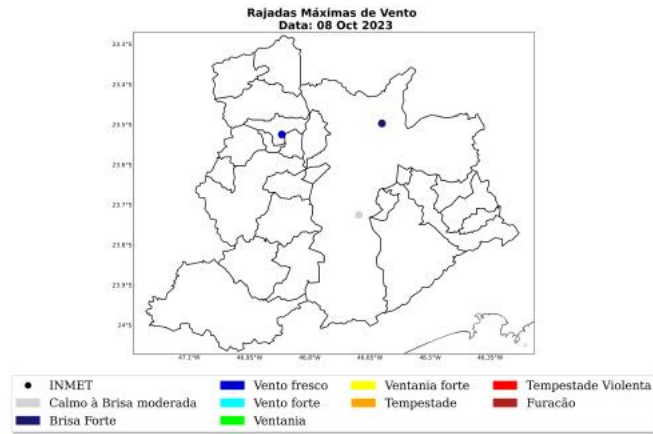 Rajadas Máximas de Vento
Data: 08 Oct 2023
23.4°S
23.5°S
23.6°S
23.7°S
23.8°S
23.9°S
24°S
47.1°W
46.95°W
46.8°W
46.65°W
46.5°W
46.35°W
INMET
Calmo à Brisa moderada
Brisa Forte
Vento fresco
Vento forte
Ventania
Ventania forte
Tempestade
Tempestade Violenta
Furacão